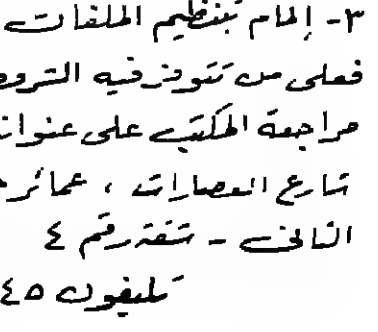 ٣- إلمام بتنظيم الملفات
فعلى من تتوفر فيه الشروط
مراجعة المكتب على عنوان
شارع العصارات ، عمائر
الثاني - شقة رقم ٤
تليفون ٤٥